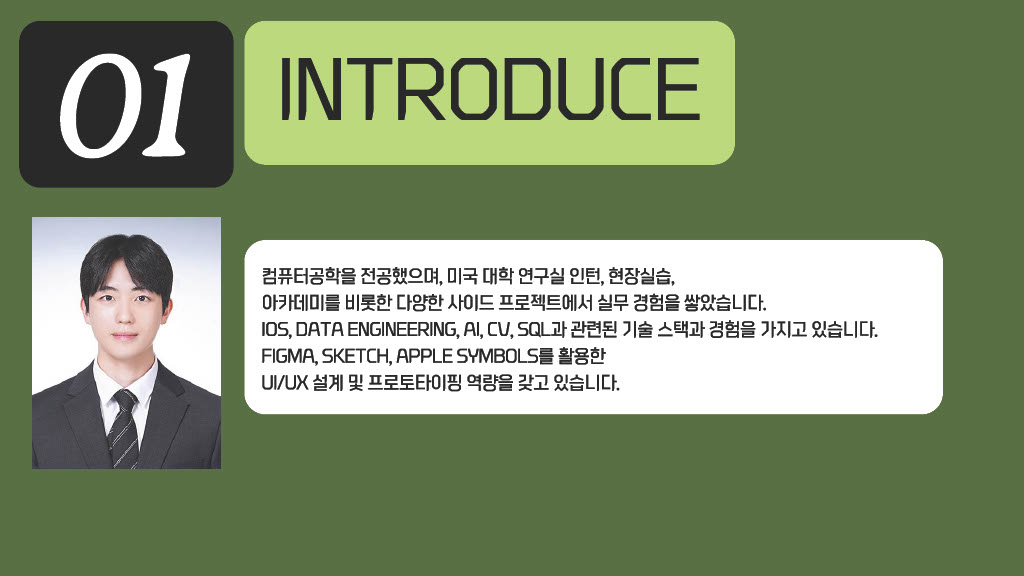 01
INTRODUCE
컴퓨터공학을 전공했으며, 미국 대학 연구실 인턴, 현장실습,
아카데미를 비롯한 다양한 사이드 프로젝트에서 실무 경험을 쌓았습니다.
IOS, DATA ENGINEERING, AI, CV, SQL과 관련된 기술 스택과 경험을 가지고 있습니다.
FIGMA, SKETCH, APPLE SYMBOLS를 활용한
UI/UX 설계 및 프로토타이핑 역량을 갖고 있습니다.